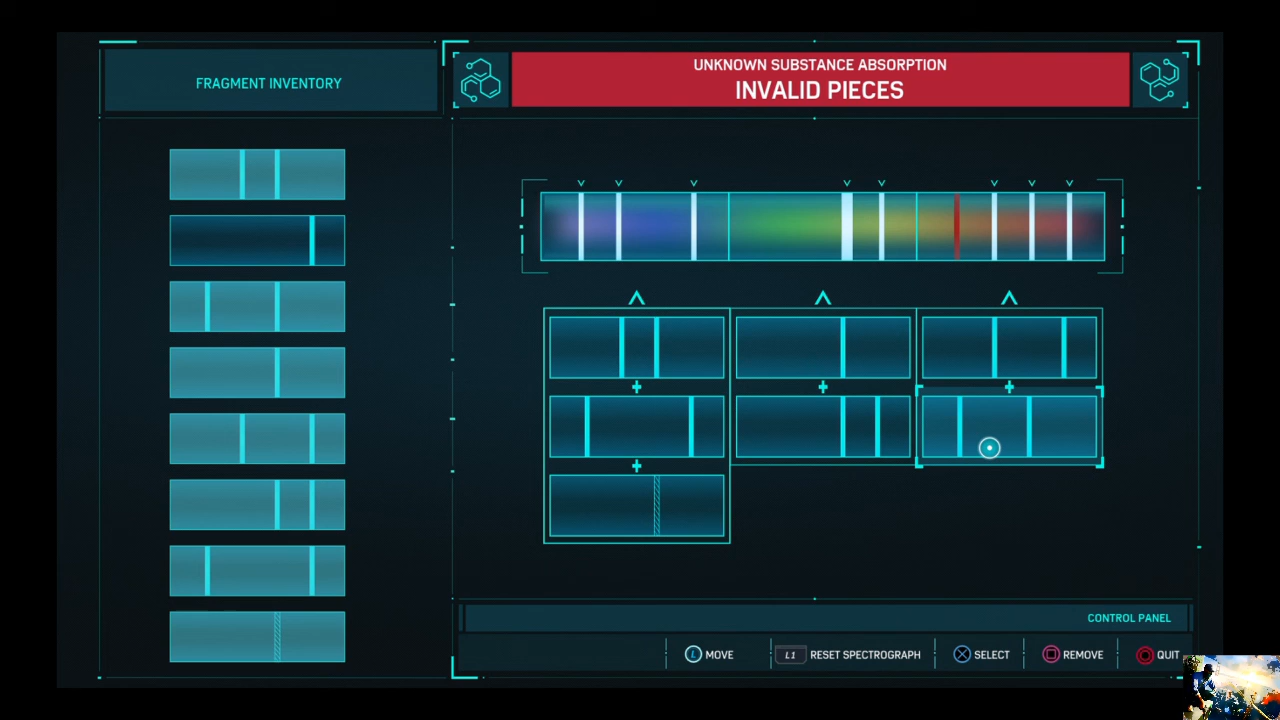 FRAGMENT INVENTORY
UNKNOWN SUBSTANCE ABSORPTION
INVALID PIECES
CONTROL PANEL
L MOVE
L1 RESET SPECTROGRAPH
SELECT
REMOVE
QUIT